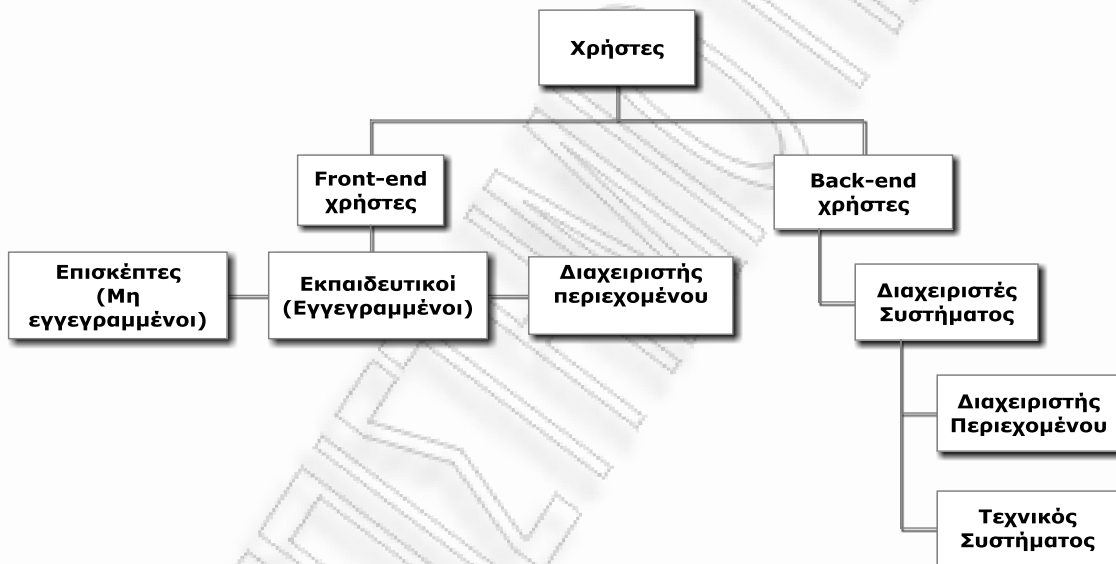 Χρήστες
Front-end
χρήστες
Back-end
χρήστες
Επισκέπτες
(Μη
εγγεγραμμένοι)
Εκπαιδευτικοί
(Εγγεγραμμένοι)
Διαχειριστής
περιεχομένου
Διαχειριστές
Συστήματος
Διαχειριστής
Περιεχομένου
Τεχνικός
Συστήματος